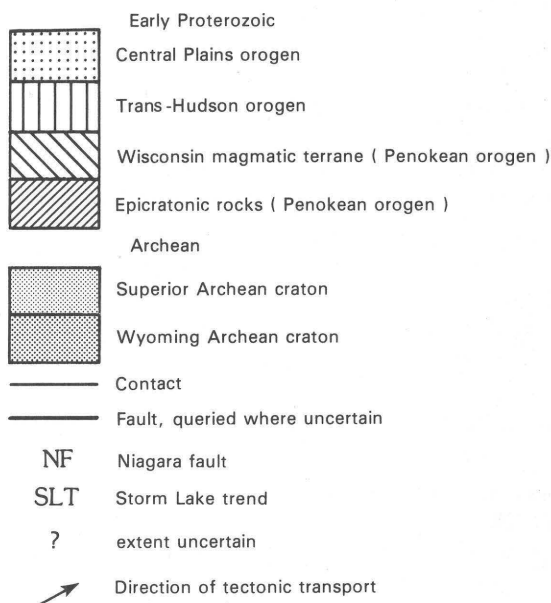 Early Proterozoic
Central Plains orogen
Trans-Hudson orogen
Wisconsin magmatic terrane ( Penokean orogen )
Epicratonic rocks ( Penokean orogen )
Archean
Superior Archean craton
Wyoming Archean craton
Contact
Fault, queried where uncertain
NF Niagara fault
SLT Storm Lake trend
? extent uncertain
Direction of tectonic transport